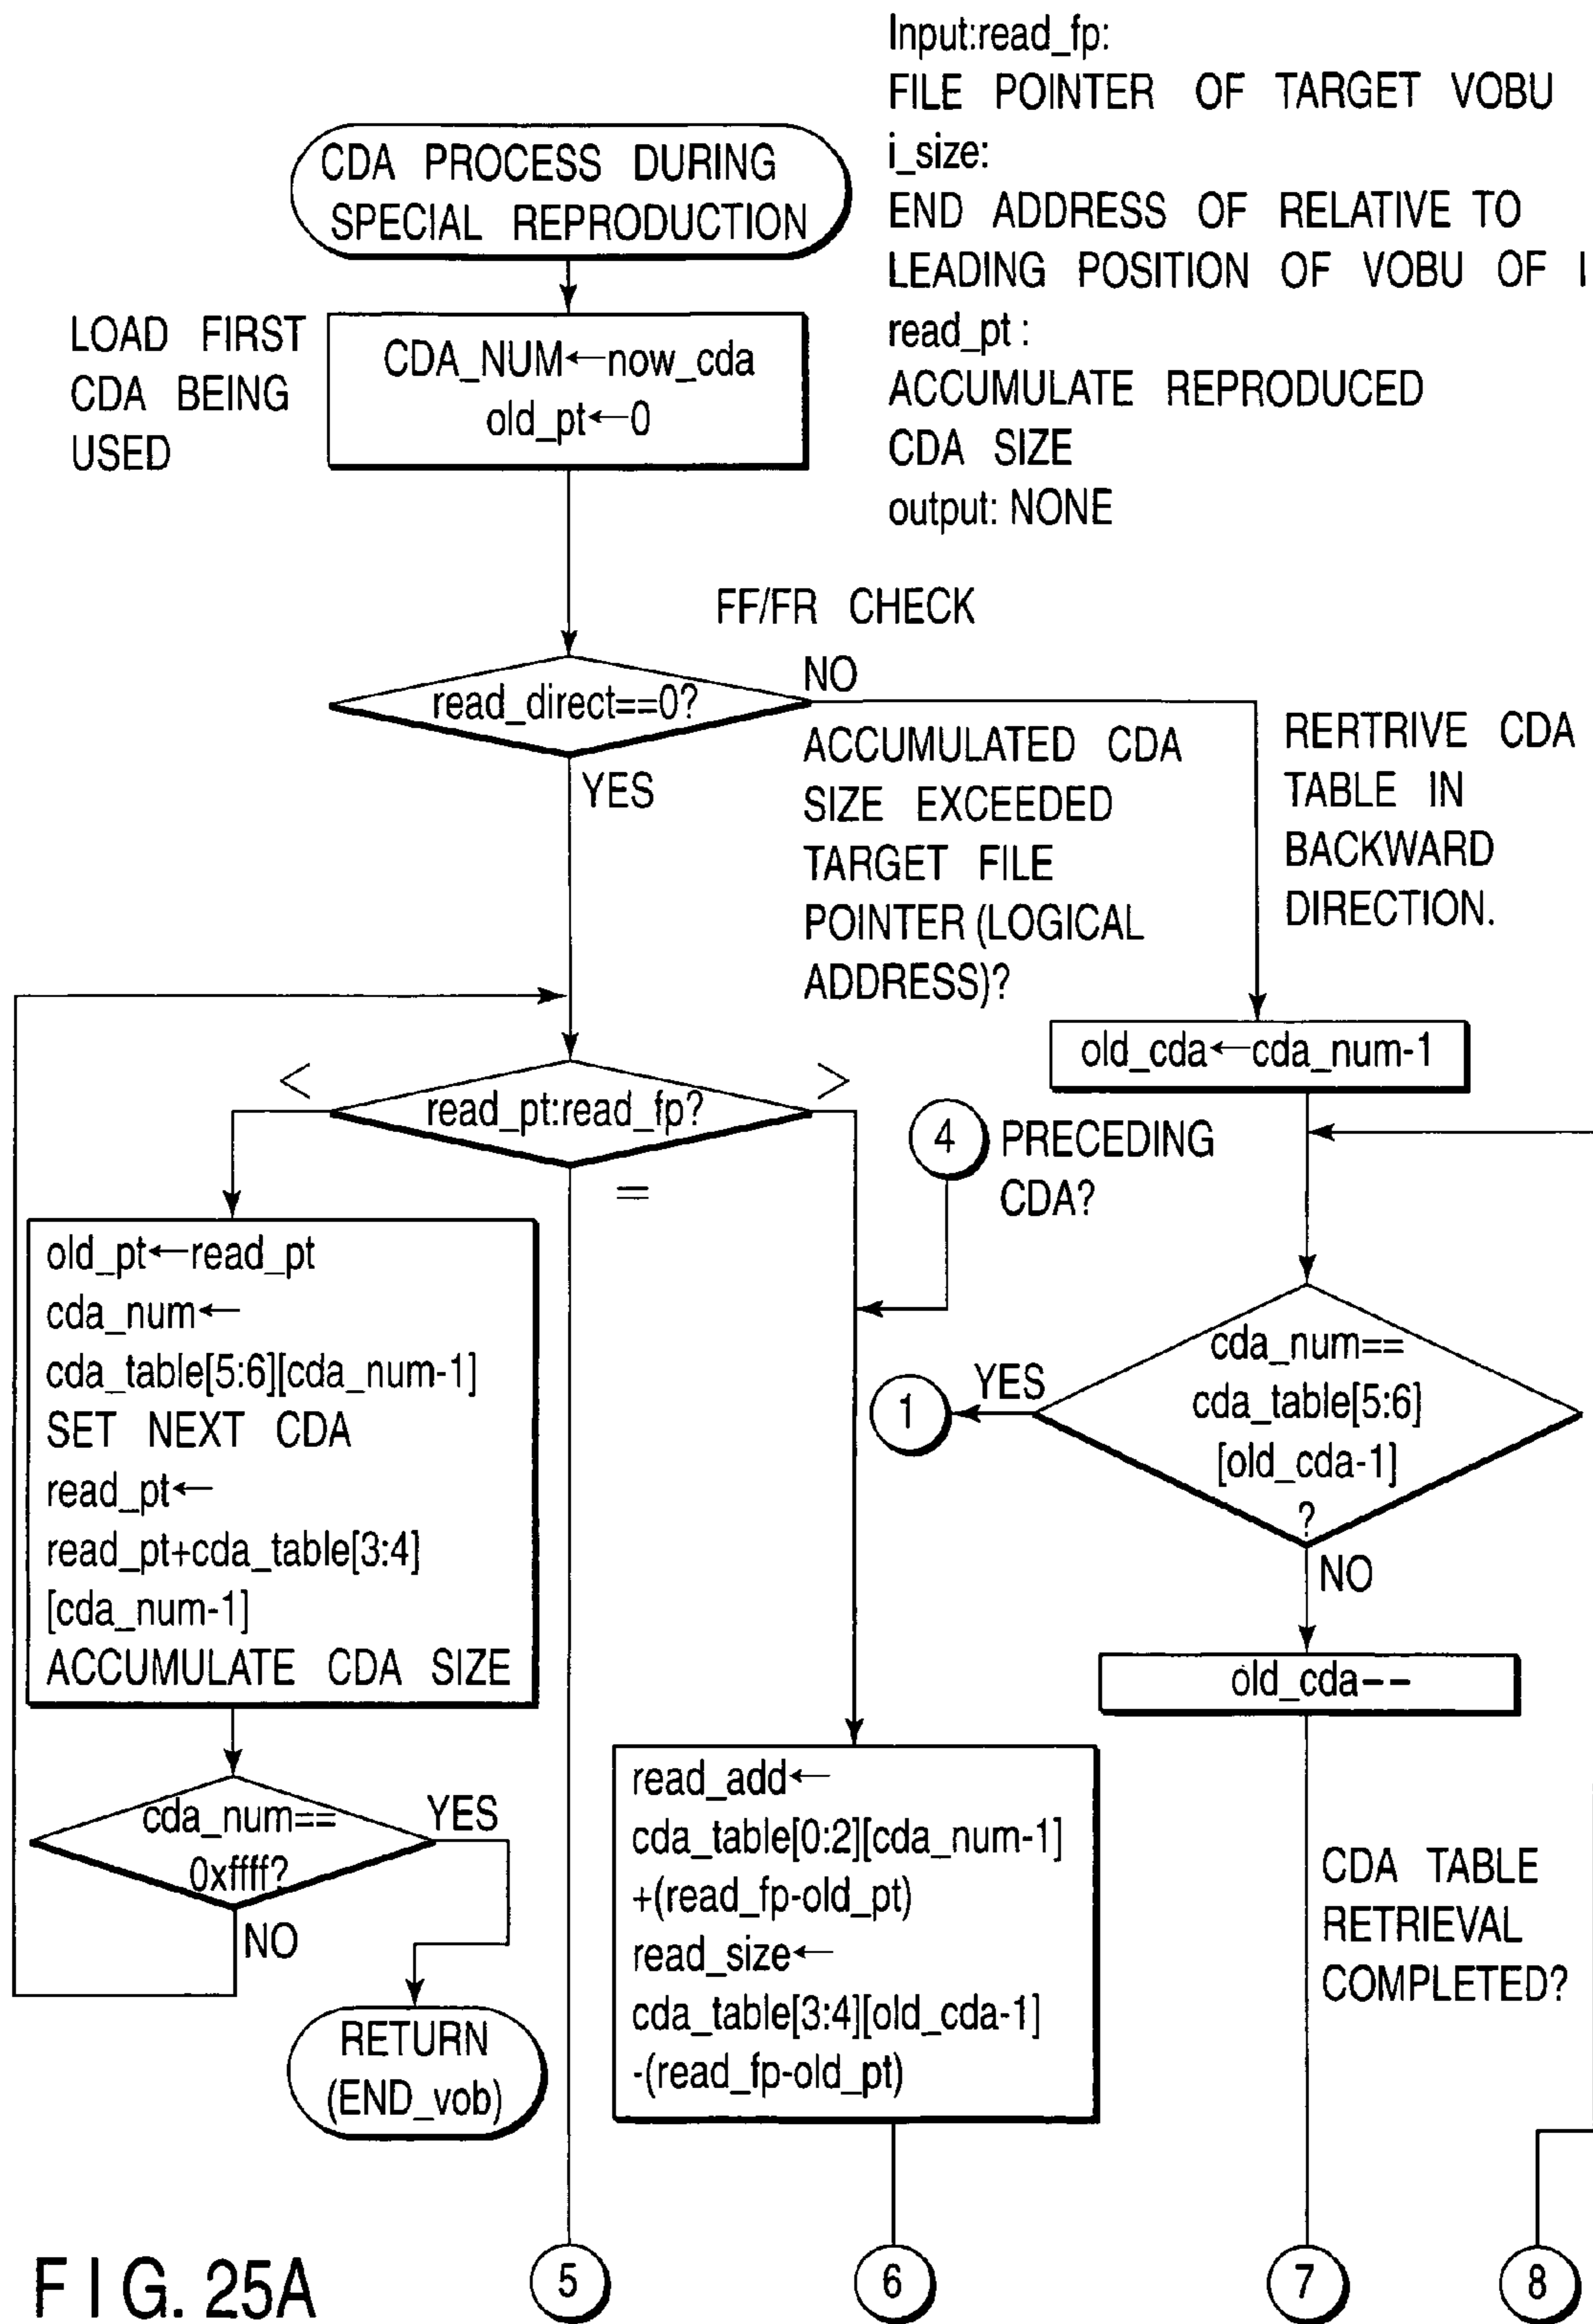 Input:read_fp:
FILE POINTER OF TARGET VOBU
i_size:
END ADDRESS OF RELATIVE TO
LEADING POSITION OF VOBU OF I
read_pt :
ACCUMULATE REPRODUCED
CDA SIZE
output: NONE
CDA PROCESS DURING
SPECIAL REPRODUCTION
LOAD FIRST
CDA BEING
USED
CDA_NUM←now_cda
old_pt←0
FF/FR CHECK
read_direct==0?
NO
YES
ACCUMULATED CDA
SIZE EXCEEDED
TARGET FILE
POINTER (LOGICAL
ADDRESS)?
RERTRIVE CDA
TABLE IN
BACKWARD
DIRECTION.
old_cda←cda_num-1
<
read_pt:read_fp?
>
=
4
PRECEDING
CDA?
old_pt←read_pt
cda_num←
cda_table[5:6][cda_num-1]
SET NEXT CDA
read_pt←
read_pt+cda_table[3:4]
[cda_num-1]
ACCUMULATE CDA SIZE
cda_num==
cda_table[5:6]
[old_cda-1]
?
YES
1
NO
old_cda--
cda_num==
0xffff?
YES
NO
RETURN
(END_vob)
read_add←
cda_table[0:2][cda_num-1]
+(read_fp-old_pt)
read_size←
cda_table[3:4][old_cda-1]
-(read_fp-old_pt)
CDA TABLE
RETRIEVAL
COMPLETED?
5
6
7
8
FIG. 25A